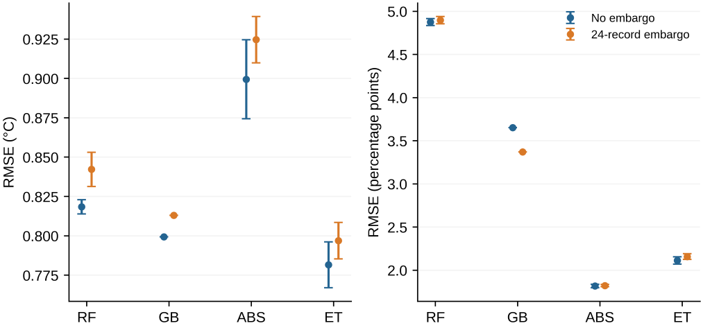 RMSE (°C)
0.925
0.900
0.875
0.850
0.825
0.800
0.775
RF GB ABS ET
RMSE (percentage points)
5.0
4.5
4.0
3.5
3.0
2.5
2.0
No embargo
24-record embargo
RF GB ABS ET